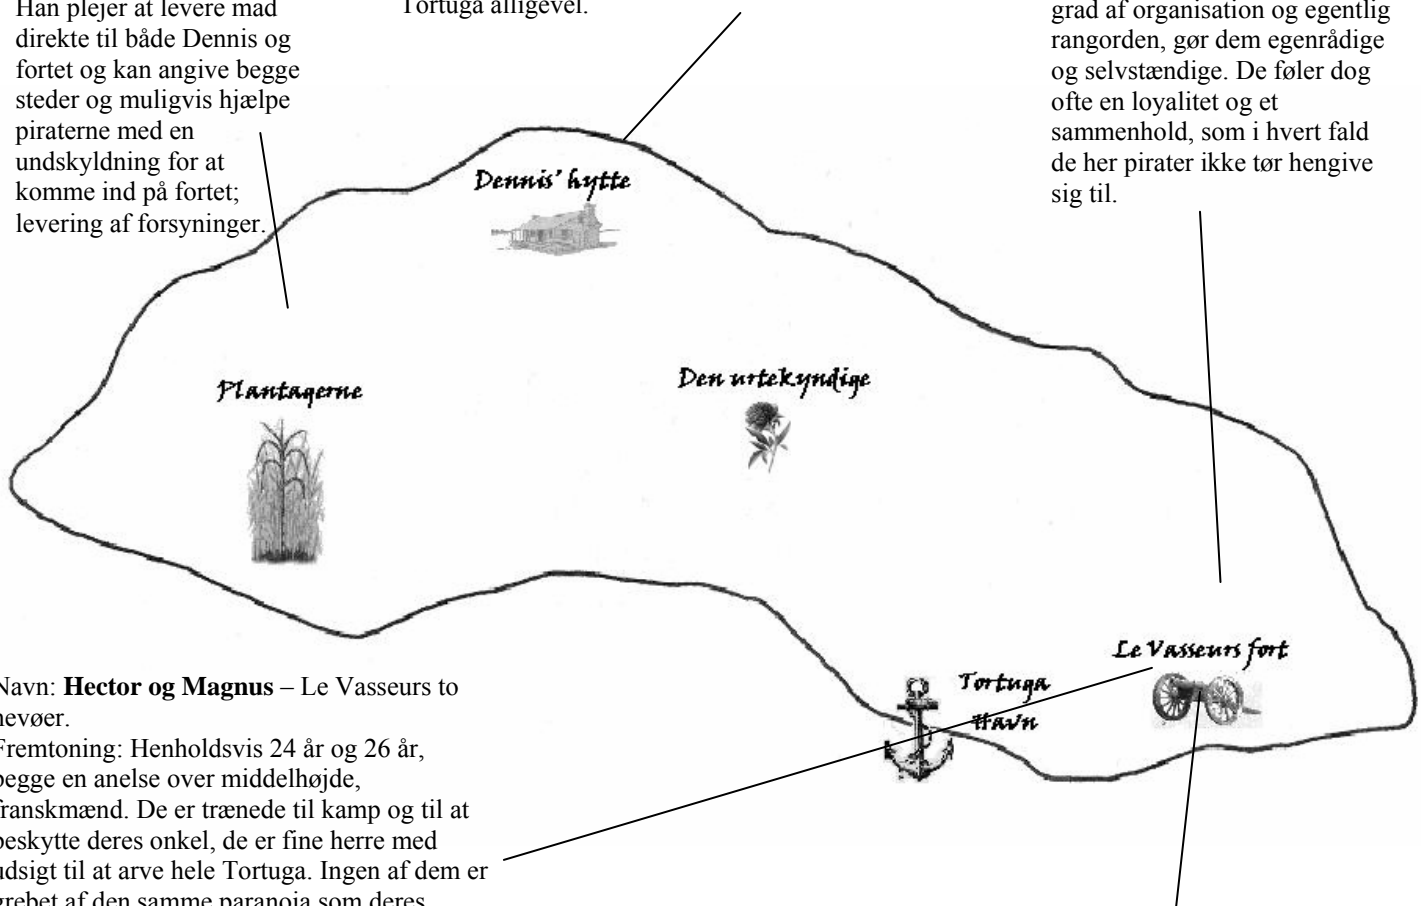 Han plejer at levere mad
direkte til både Dennis og
fortet og kan angive begge
steder og muligvis hjælpe
piraterne med en
undskyldning for at
komme ind på fortet;
levering af forsyninger.
Tortuga alligevel.
grad af organisation og egentlig
rangorden, gør dem egenrådige
og selvstændige. De føler dog
ofte en loyalitet og et
sammenhold, som i hvert fald
de her pirater ikke tør hengive
sig til.
Dennis' hytte
Plantagerne
Den urtekyndige
Le Vasseurs fort
Tortuga
Havn
Navn: Hector og Magnus – Le Vasseurs to
nevøer.
Fremtoning: Henholdsvis 24 år og 26 år,
begge en anelse over middelhøjde,
franskmænd. De er trænede til kamp og til at
beskytte deres onkel, de er fine herre med
udsigt til at arve hele Tortuga. Ingen af dem er
grebet af den samme paranoia som deres